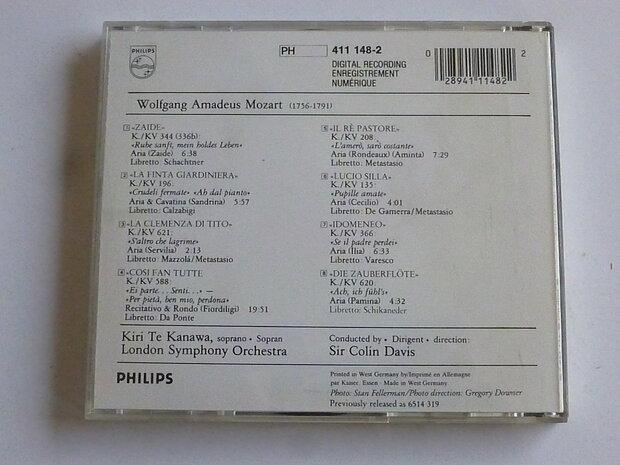 PHILIPS
PH 411 148-2
DIGITAL RECORDING
ENREGISTREMENT
NUMÉRIQUE
0 28941 11482 2
Wolfgang Amadeus Mozart (1756-1791)
1 «ZAIDE»
K./KV 344 (336b):
«Ruhe sanft, mein holdes Leben»
Aria (Zaide) 6:38
Libretto: Schachtner
2 «LA FINTA GIARDINIERA»
K./KV 196:
«Crudeli fermate» «Ah dal pianto»
Aria & Cavatina (Sandrina) 5:57
Libretto: Calzabigi
3 «LA CLEMENZA DI TITO»
K./KV 621:
«S'altro che lagrime»
Aria (Servilia) 2:13
Libretto: Mazzolá/Metastasio
4 «COSI FAN TUTTE
K./KV 588:
«Ei parte... Senti...» —
«Per pietà, ben mio, perdona»
Recitativo & Rondo (Fiordiligi) 19:51
Libretto: Da Ponte
5 «IL RÈ PASTORE»
K./KV 208:
«L'amerò, sarò costante»
Aria (Rondeaux) (Aminta) 7:29
Libretto: Metastasio
6 «LUCIO SILLA»
K./KV 135:
«Pupille amate»
Aria (Cecilio) 4:01
Libretto: De Gamerra/Metastasio
7 «IDOMENEO»
K./KV 366:
«Se il padre perdei»
Aria (Ilia) 6:33
Libretto: Varesco
8 «DIE ZAUBERFLÖTE»
K./KV 620:
«Ach, ich fühl's»
Aria (Pamina) 4:32
Libretto: Schikaneder
Kiri Te Kanawa, soprano • Sopran
London Symphony Orchestra
Conducted by • Dirigent • direction:
Sir Colin Davis
PHILIPS
Printed in West Germany by/Imprimé en Allemagne
par Kaiser, Essen · Made in West Germany
Photo: Stan Fellerman/Photo direction: Gregory Downer
Previously released as 6514 319